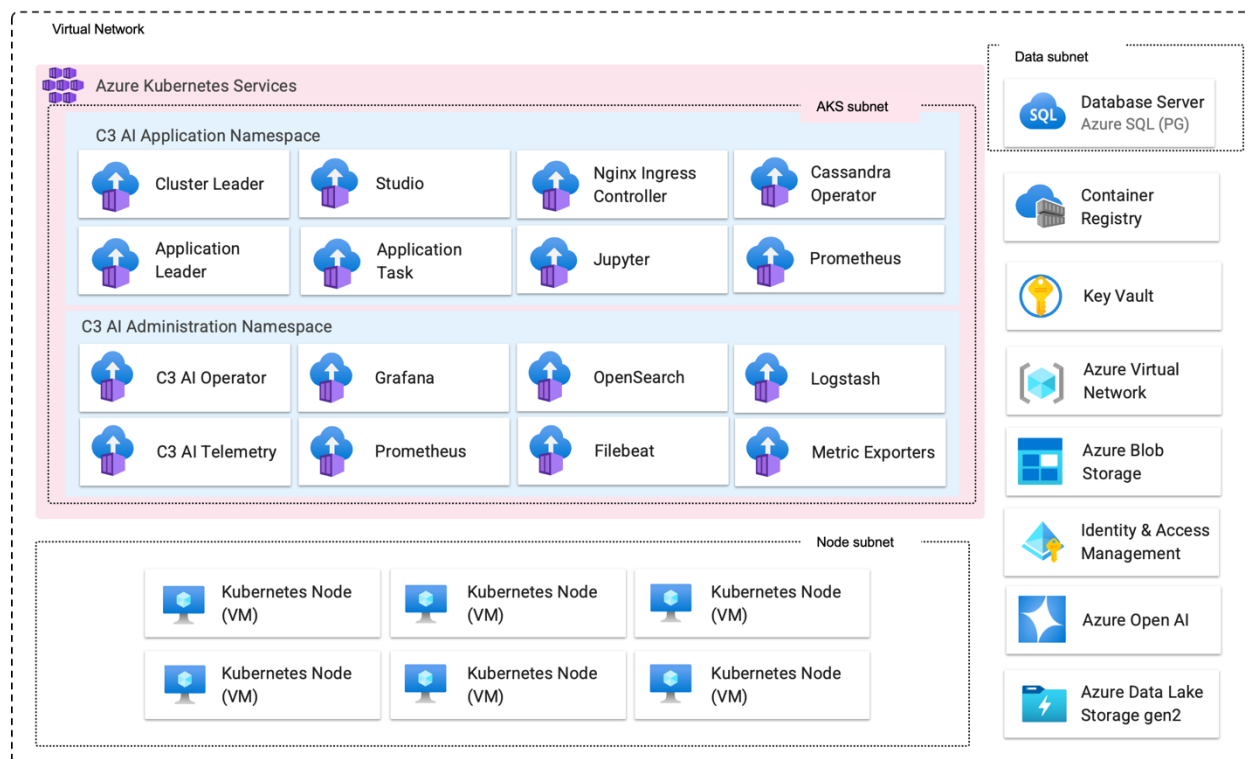 Virtual Network
Azure Kubernetes Services
AKS subnet
C3 AI Application Namespace
Cluster Leader
Studio
Nginx Ingress
Controller
Cassandra
Operator
Application
Leader
Application
Task
Jupyter
Prometheus
C3 AI Administration Namespace
C3 AI Operator
Grafana
OpenSearch
Logstash
C3 AI Telemetry
Prometheus
Filebeat
Metric Exporters
Node subnet
Kubernetes Node
(VM)
Kubernetes Node
(VM)
Kubernetes Node
(VM)
Kubernetes Node
(VM)
Kubernetes Node
(VM)
Kubernetes Node
(VM)
Data subnet
SQL
Database Server
Azure SQL (PG)
Container
Registry
Key Vault
Azure Virtual
Network
Azure Blob
Storage
Identity & Access
Management
Azure Open AI
Azure Data Lake
Storage gen2